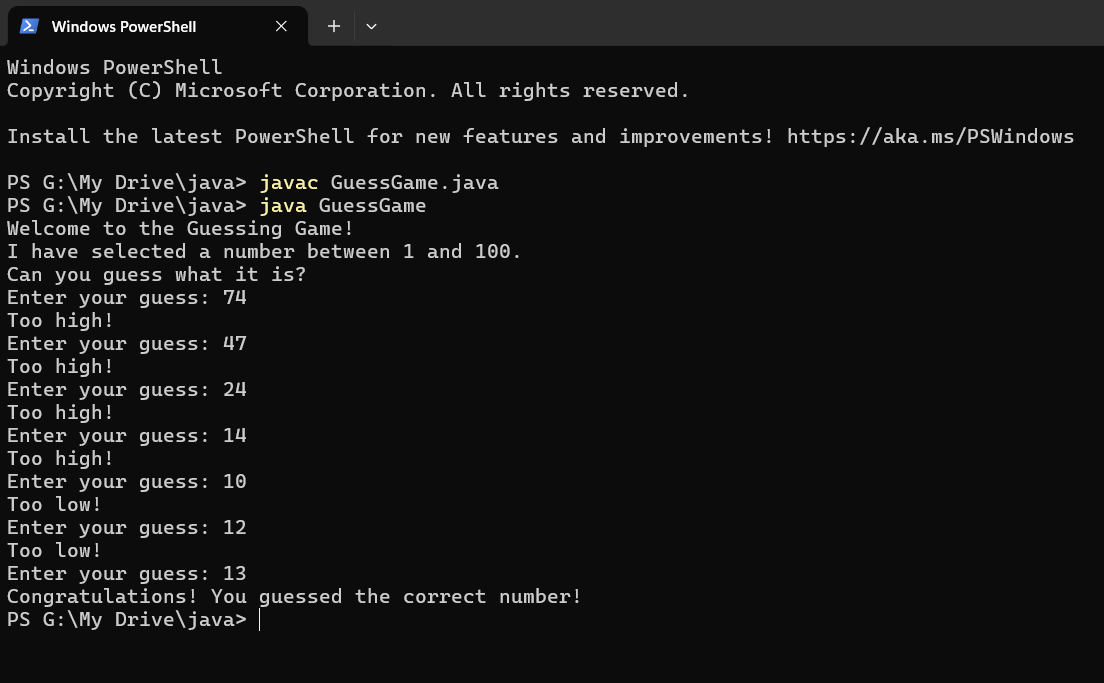 Windows PowerShell
Windows PowerShell
Copyright (C) Microsoft Corporation. All rights reserved.
Install the latest PowerShell for new features and improvements! https://aka.ms/PSWindows
PS G:\My Drive\java> javac GuessGame.java
PS G:\My Drive\java> java GuessGame
Welcome to the Guessing Game!
I have selected a number between 1 and 100.
Can you guess what it is?
Enter your guess: 74
Too high!
Enter your guess: 47
Too high!
Enter your guess: 24
Too high!
Enter your guess: 14
Too high!
Enter your guess: 10
Too low!
Enter your guess: 12
Too low!
Enter your guess: 13
Congratulations! You guessed the correct number!
PS G:\My Drive\java>